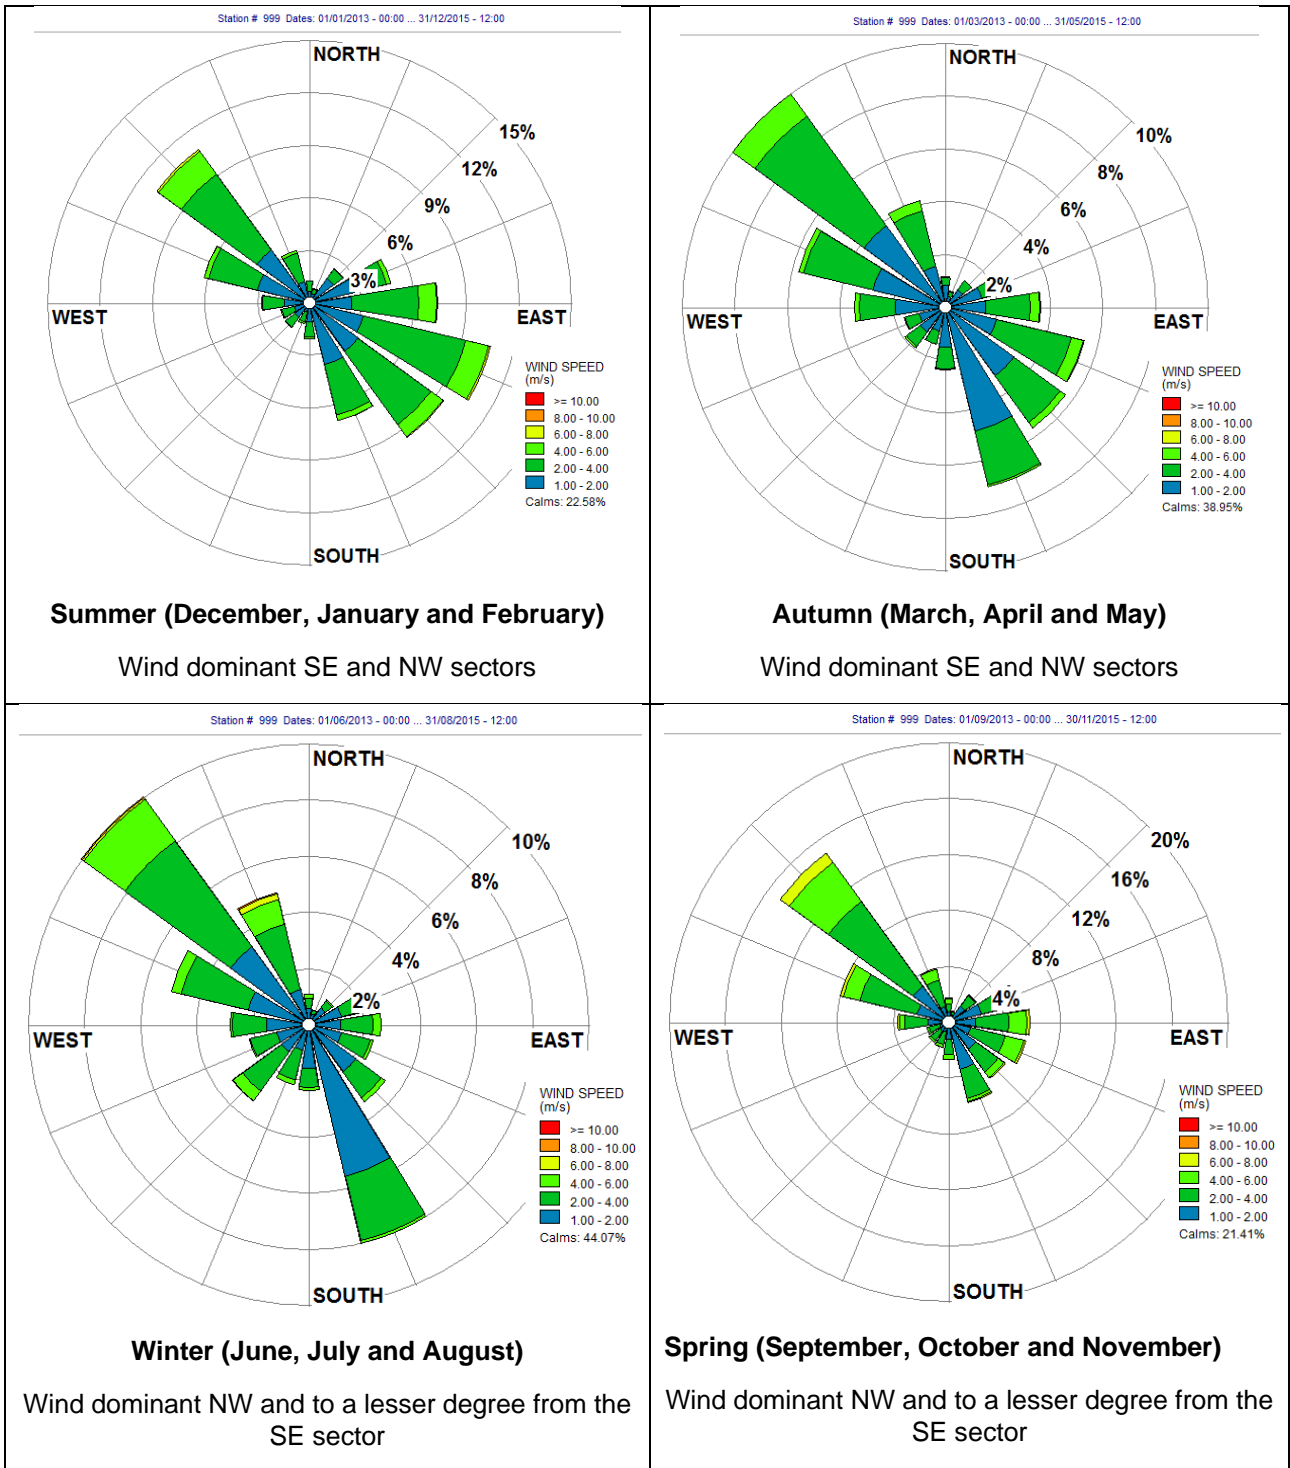 Station # 999 Dates: 01/01/2013 - 00:00 ... 31/12/2015 - 12:00
NORTH
15%
12%
9%
6%
3%
WEST
EAST
SOUTH
WIND SPEED
(m/s)
>= 10.00
8.00 - 10.00
6.00 - 8.00
4.00 - 6.00
2.00 - 4.00
1.00 - 2.00
Calms: 22.58%
Summer (December, January and February)
Wind dominant SE and NW sectors
Station # 999 Dates: 01/03/2013 - 00:00 ... 31/05/2015 - 12:00
NORTH
10%
8%
6%
4%
2%
WEST
EAST
SOUTH
WIND SPEED
(m/s)
>= 10.00
8.00 - 10.00
6.00 - 8.00
4.00 - 6.00
2.00 - 4.00
1.00 - 2.00
Calms: 38.95%
Autumn (March, April and May)
Wind dominant SE and NW sectors
Station # 999 Dates: 01/06/2013 - 00:00 ... 31/08/2015 - 12:00
NORTH
10%
8%
6%
4%
2%
WEST
EAST
SOUTH
WIND SPEED
(m/s)
>= 10.00
8.00 - 10.00
6.00 - 8.00
4.00 - 6.00
2.00 - 4.00
1.00 - 2.00
Calms: 44.07%
Winter (June, July and August)
Wind dominant NW and to a lesser degree from the
SE sector
Station # 999 Dates: 01/09/2013 - 00:00 ... 30/11/2015 - 12:00
NORTH
20%
16%
12%
8%
4%
WEST
EAST
SOUTH
WIND SPEED
(m/s)
>= 10.00
8.00 - 10.00
6.00 - 8.00
4.00 - 6.00
2.00 - 4.00
1.00 - 2.00
Calms: 21.41%
Spring (September, October and November)
Wind dominant NW and to a lesser degree from the
SE sector